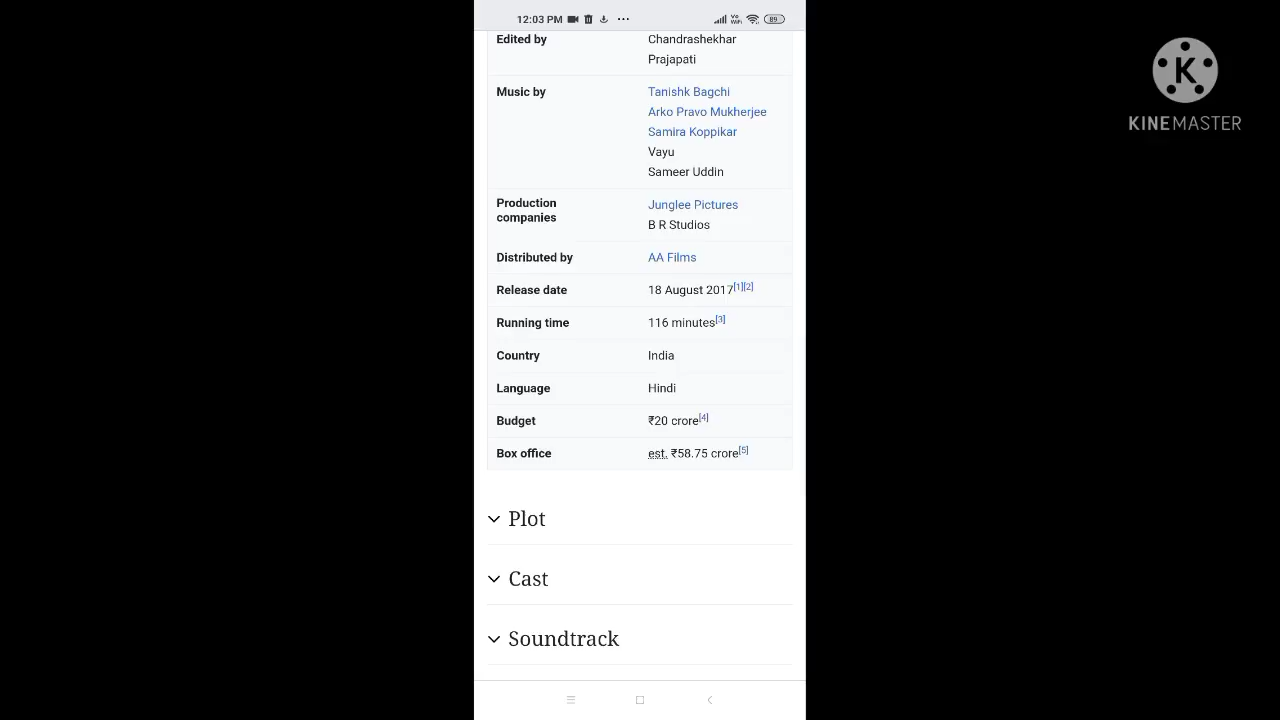 12:03 PM
Vo
WiFi
89
Edited by
Chandrashekhar
Prajapati
Music by
Tanishk Bagchi
Arko Pravo Mukherjee
Samira Koppikar
Vayu
Sameer Uddin
Production
companies
Junglee Pictures
B R Studios
Distributed by
AA Films
Release date
18 August 2017[1][2]
Running time
116 minutes[3]
Country
India
Language
Hindi
Budget
₹20 crore[4]
Box office
est. ₹58.75 crore[5]
Plot
Cast
Soundtrack
K
KINEMASTER